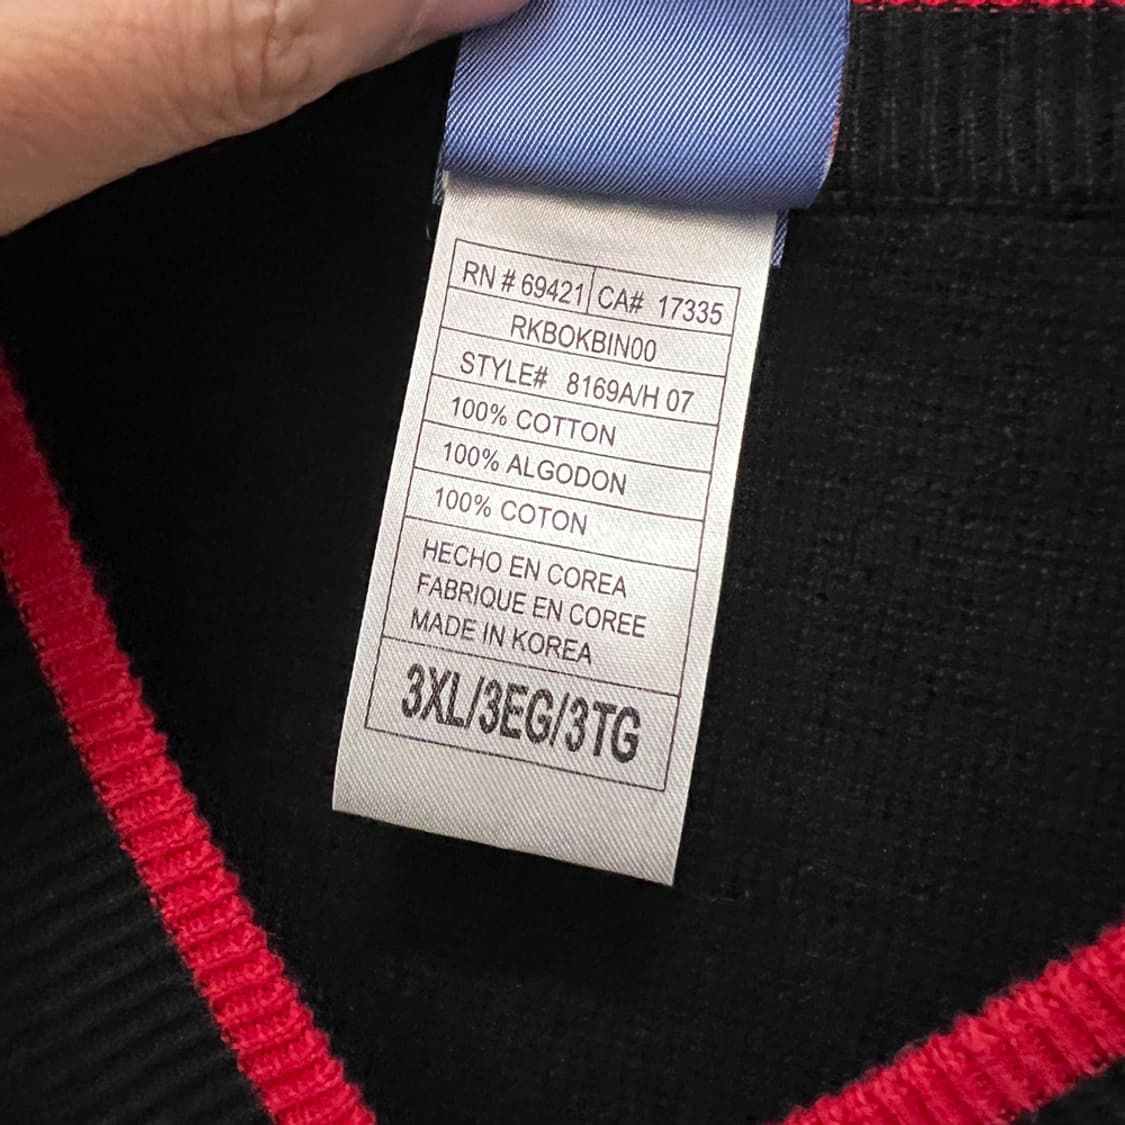 RN # 69421 CA# 17335
RKBOKBIN00
STYLE# 8169A/H 07
100% COTTON
100% ALGODON
100% COTON
HECHO EN COREA
FABRIQUE EN COREE
MADE IN KOREA
3XL/3EG/3TG